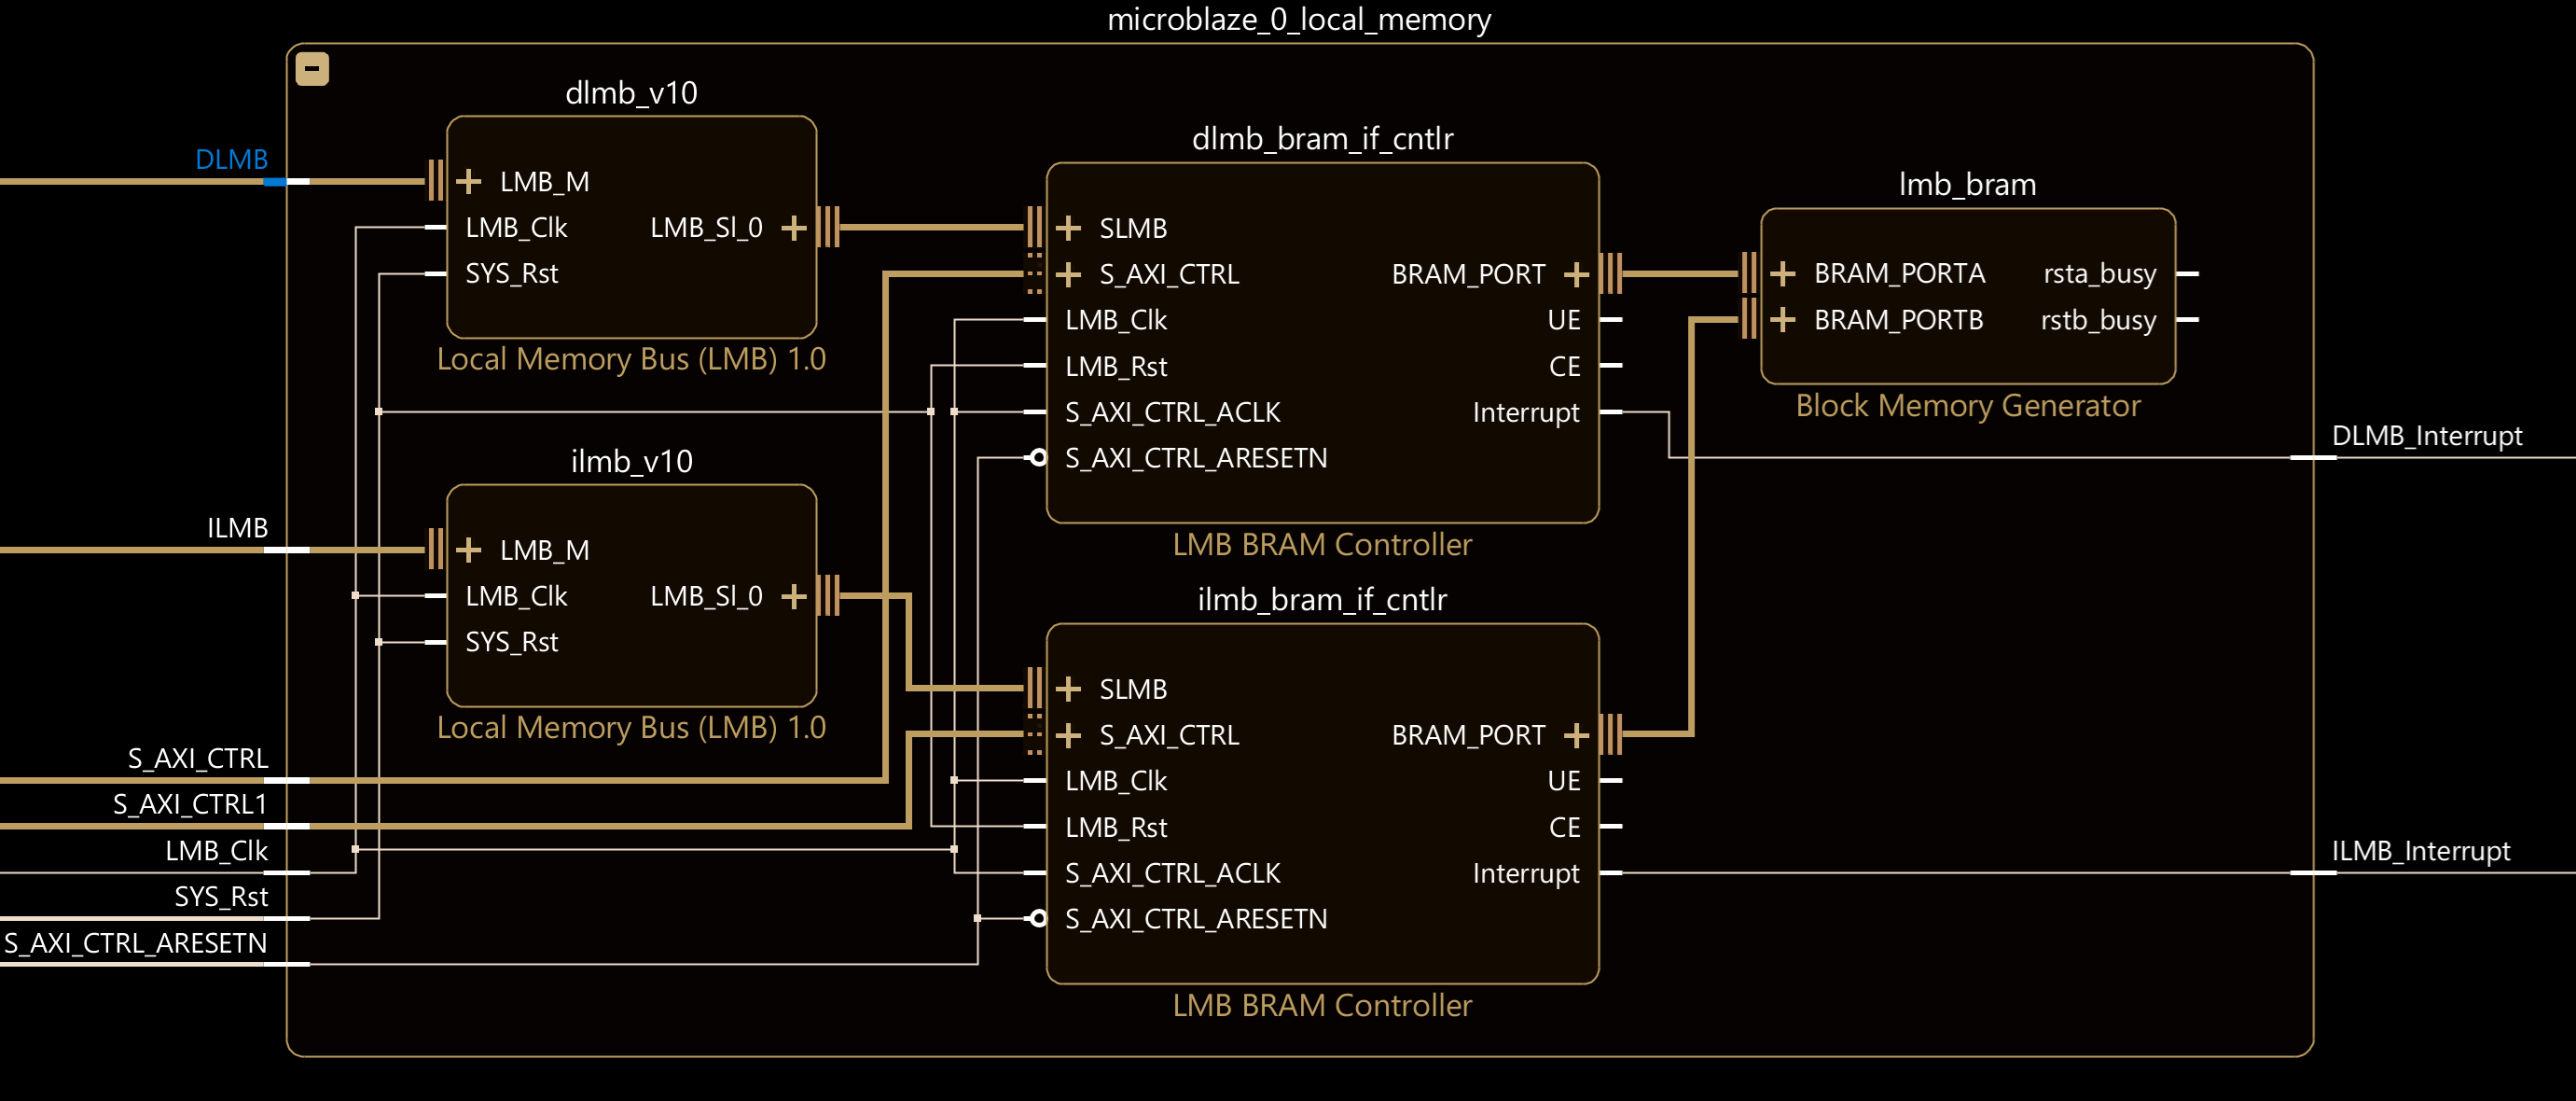 microblaze_0_local_memory
dlmb_v10
DLMB
LMB_M
LMB_Clk
LMB_Sl_0
SYS_Rst
Local Memory Bus (LMB) 1.0
ilmb_v10
ILMB
LMB_M
LMB_Clk
LMB_Sl_0
SYS_Rst
Local Memory Bus (LMB) 1.0
S_AXI_CTRL
S_AXI_CTRL1
LMB_Clk
SYS_Rst
S_AXI_CTRL_ARESETN
dlmb_bram_if_cntlr
SLMB
S_AXI_CTRL
BRAM_PORT
LMB_Clk
UE
LMB_Rst
CE
S_AXI_CTRL_ACLK
Interrupt
S_AXI_CTRL_ARESETN
LMB BRAM Controller
ilmb_bram_if_cntlr
SLMB
S_AXI_CTRL
BRAM_PORT
LMB_Clk
UE
LMB_Rst
CE
S_AXI_CTRL_ACLK
Interrupt
S_AXI_CTRL_ARESETN
LMB BRAM Controller
lmb_bram
BRAM_PORTA
rsta_busy
BRAM_PORTB
rstb_busy
Block Memory Generator
DLMB_Interrupt
ILMB_Interrupt